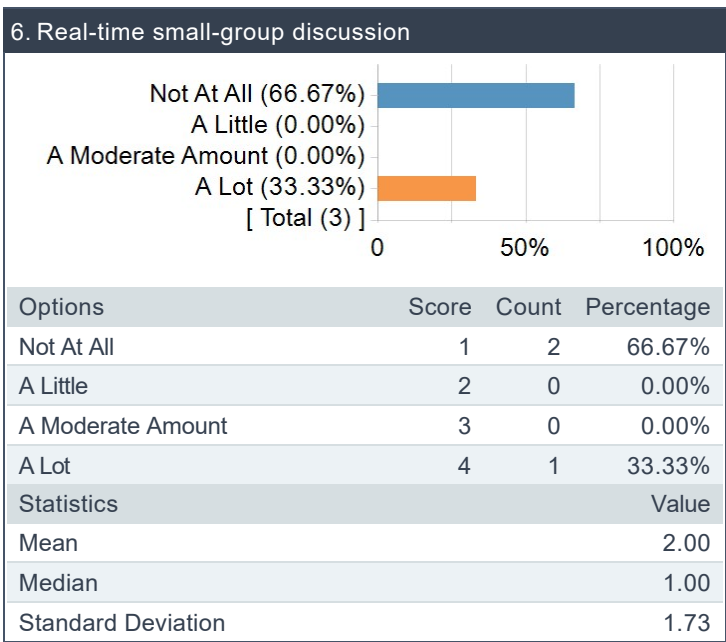 6. Real-time small-group discussion
Not At All (66.67%)
A Little (0.00%)
A Moderate Amount (0.00%)
A Lot (33.33%)
[ Total (3) ]
0 50% 100%
Options Score Count Percentage
Not At All 1 2 66.67%
A Little 2 0 0.00%
A Moderate Amount 3 0 0.00%
A Lot 4 1 33.33%
Statistics Value
Mean 2.00
Median 1.00
Standard Deviation 1.73